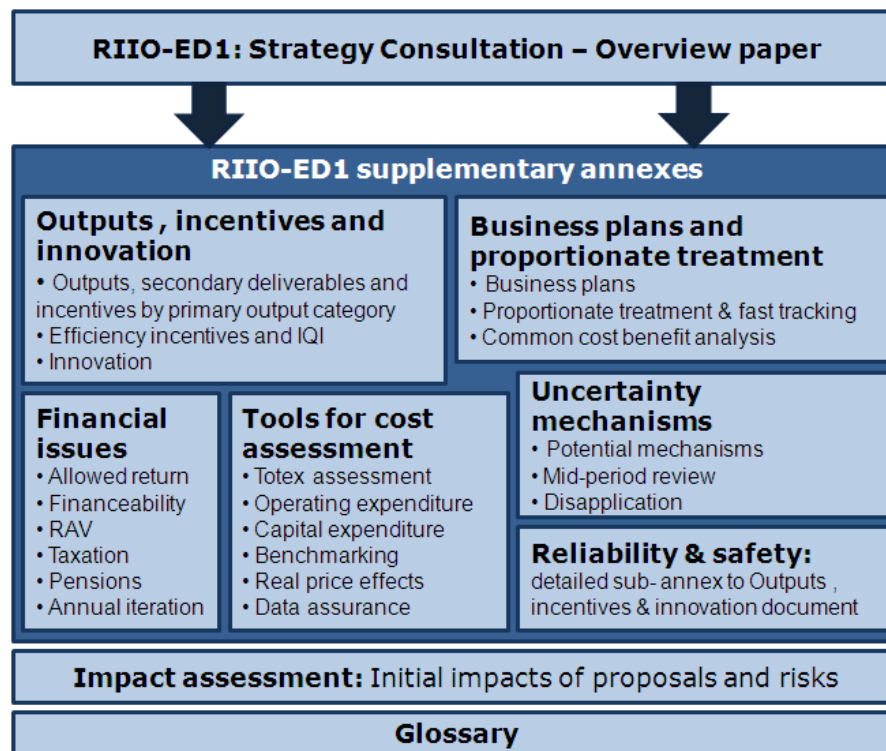 RIIO-ED1: Strategy Consultation – Overview paper
RIIO-ED1 supplementary annexes
Outputs , incentives and
innovation
• Outputs, secondary deliverables and
incentives by primary output category
• Efficiency incentives and IQI
• Innovation
Business plans and
proportionate treatment
• Business plans
• Proportionate treatment & fast tracking
• Common cost benefit analysis
Financial
issues
• Allowed return
• Financeability
• RAV
• Taxation
• Pensions
• Annual iteration
Tools for cost
assessment
• Totex assessment
• Operating expenditure
• Capital expenditure
• Benchmarking
• Real price effects
• Data assurance
Uncertainty
mechanisms
• Potential mechanisms
• Mid-period review
• Disapplication
Reliability & safety:
detailed sub- annex to Outputs ,
incentives & innovation document
Impact assessment: Initial impacts of proposals and risks
Glossary